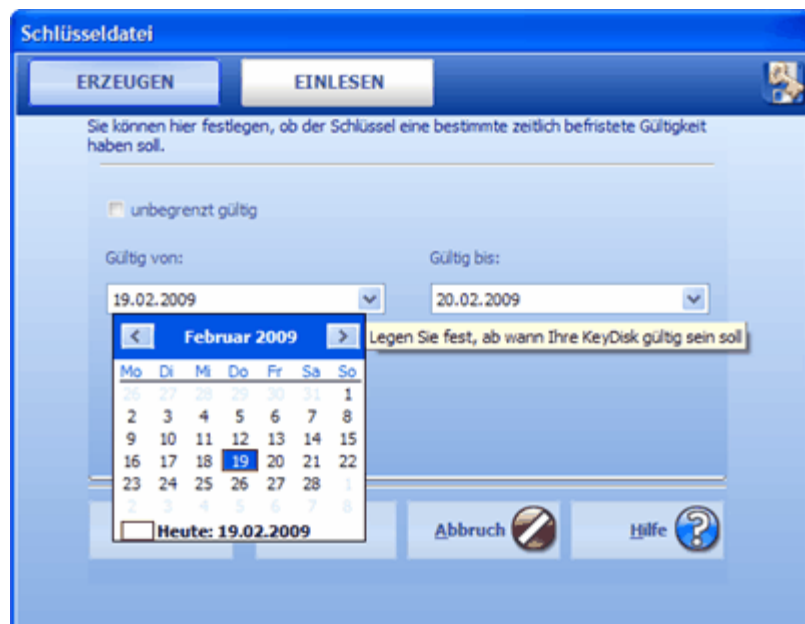 Schlüsseldatei
ERZEUGEN EINLESEN
Sie können hier festlegen, ob der Schlüssel eine bestimmte zeitlich befristete Gültigkeit
haben soll.
unbegrenzt gültig
Gültig von: Gültig bis:
19.02.2009 20.02.2009
Februar 2009
Legen Sie fest, ab wann Ihre KeyDisk gültig sein soll
Mo Di Mi Do Fr Sa So
26 27 28 29 30 31 1
2 3 4 5 6 7 8
9 10 11 12 13 14 15
16 17 18 19 20 21 22
23 24 25 26 27 28 1
2 3 4 5 6 7 8
Heute: 19.02.2009
Abbruch Hilfe